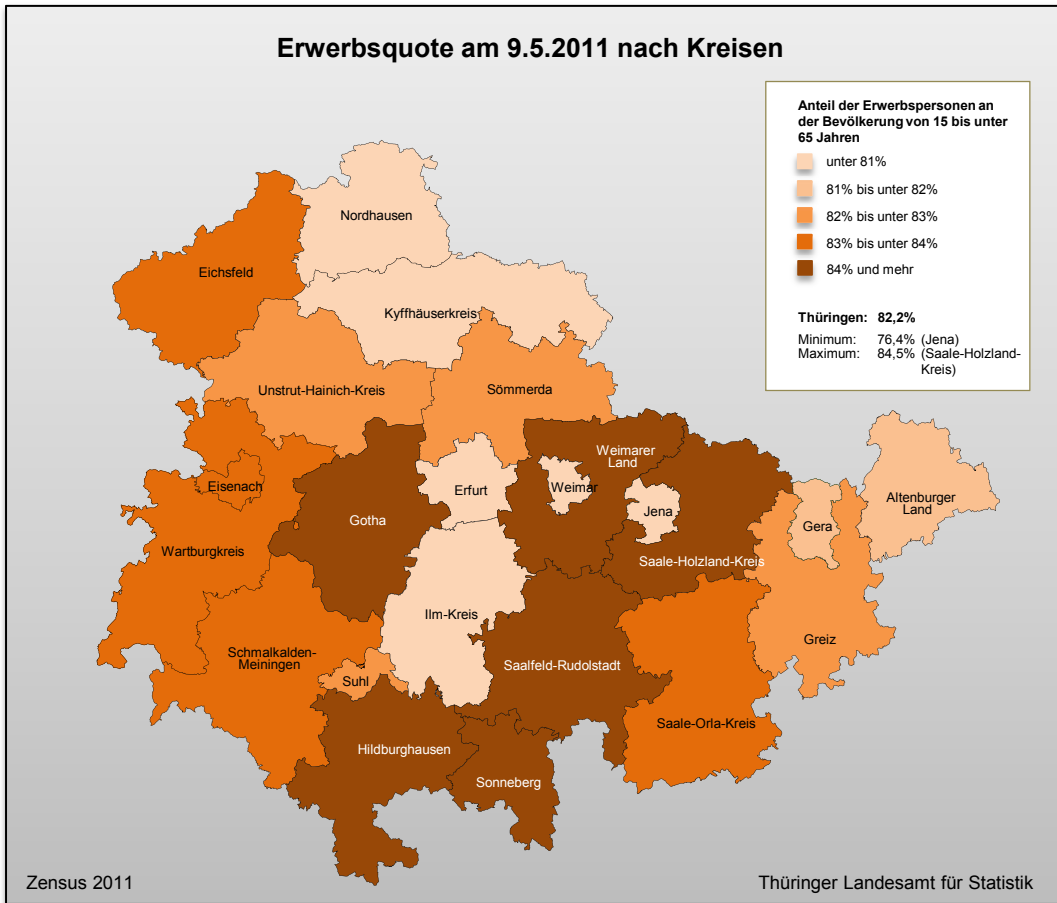 Erwerbsquote am 9.5.2011 nach Kreisen
Anteil der Erwerbspersonen an
der Bevölkerung von 15 bis unter
65 Jahren
unter 81%
81% bis unter 82%
82% bis unter 83%
83% bis unter 84%
84% und mehr
Thüringen: 82,2%
Minimum: 76,4% (Jena)
Maximum: 84,5% (Saale-Holzland-
Kreis)
Nordhausen
Eichsfeld
Kyffhäuserkreis
Unstrut-Hainich-Kreis
Sömmerda
Weimarer
Land
Eisenach
Erfurt
Weimar
Altenburger
Land
Gotha
Jena
Gera
Wartburgkreis
Saale-Holzland-Kreis
Ilm-Kreis
Greiz
Schmalkalden-
Meiningen
Suhl
Saalfeld-Rudolstadt
Saale-Orla-Kreis
Hildburghausen
Sonneberg
Zensus 2011
Thüringer Landesamt für Statistik